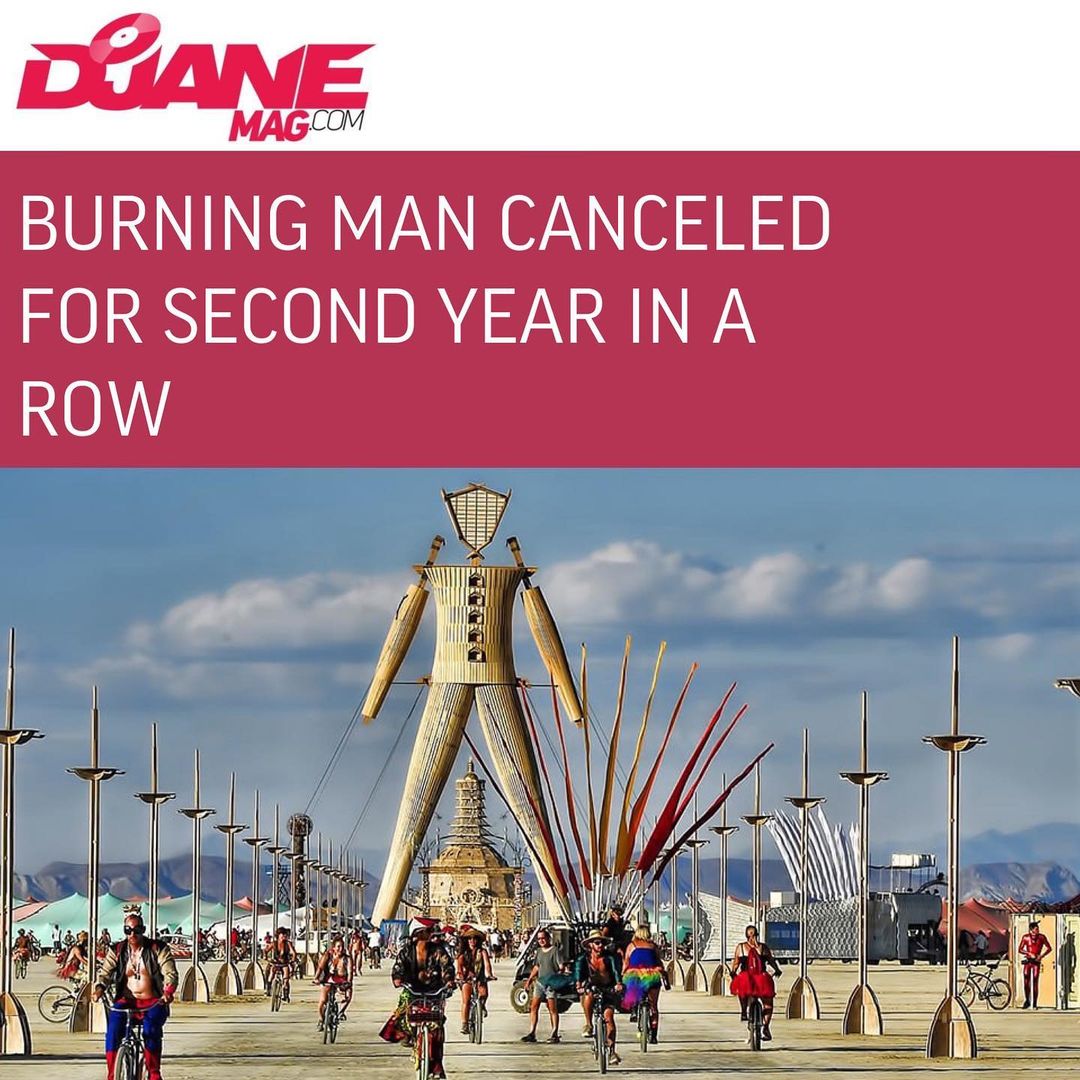 DJANE
MAG.COM
BURNING MAN CANCELED
FOR SECOND YEAR IN A
ROW